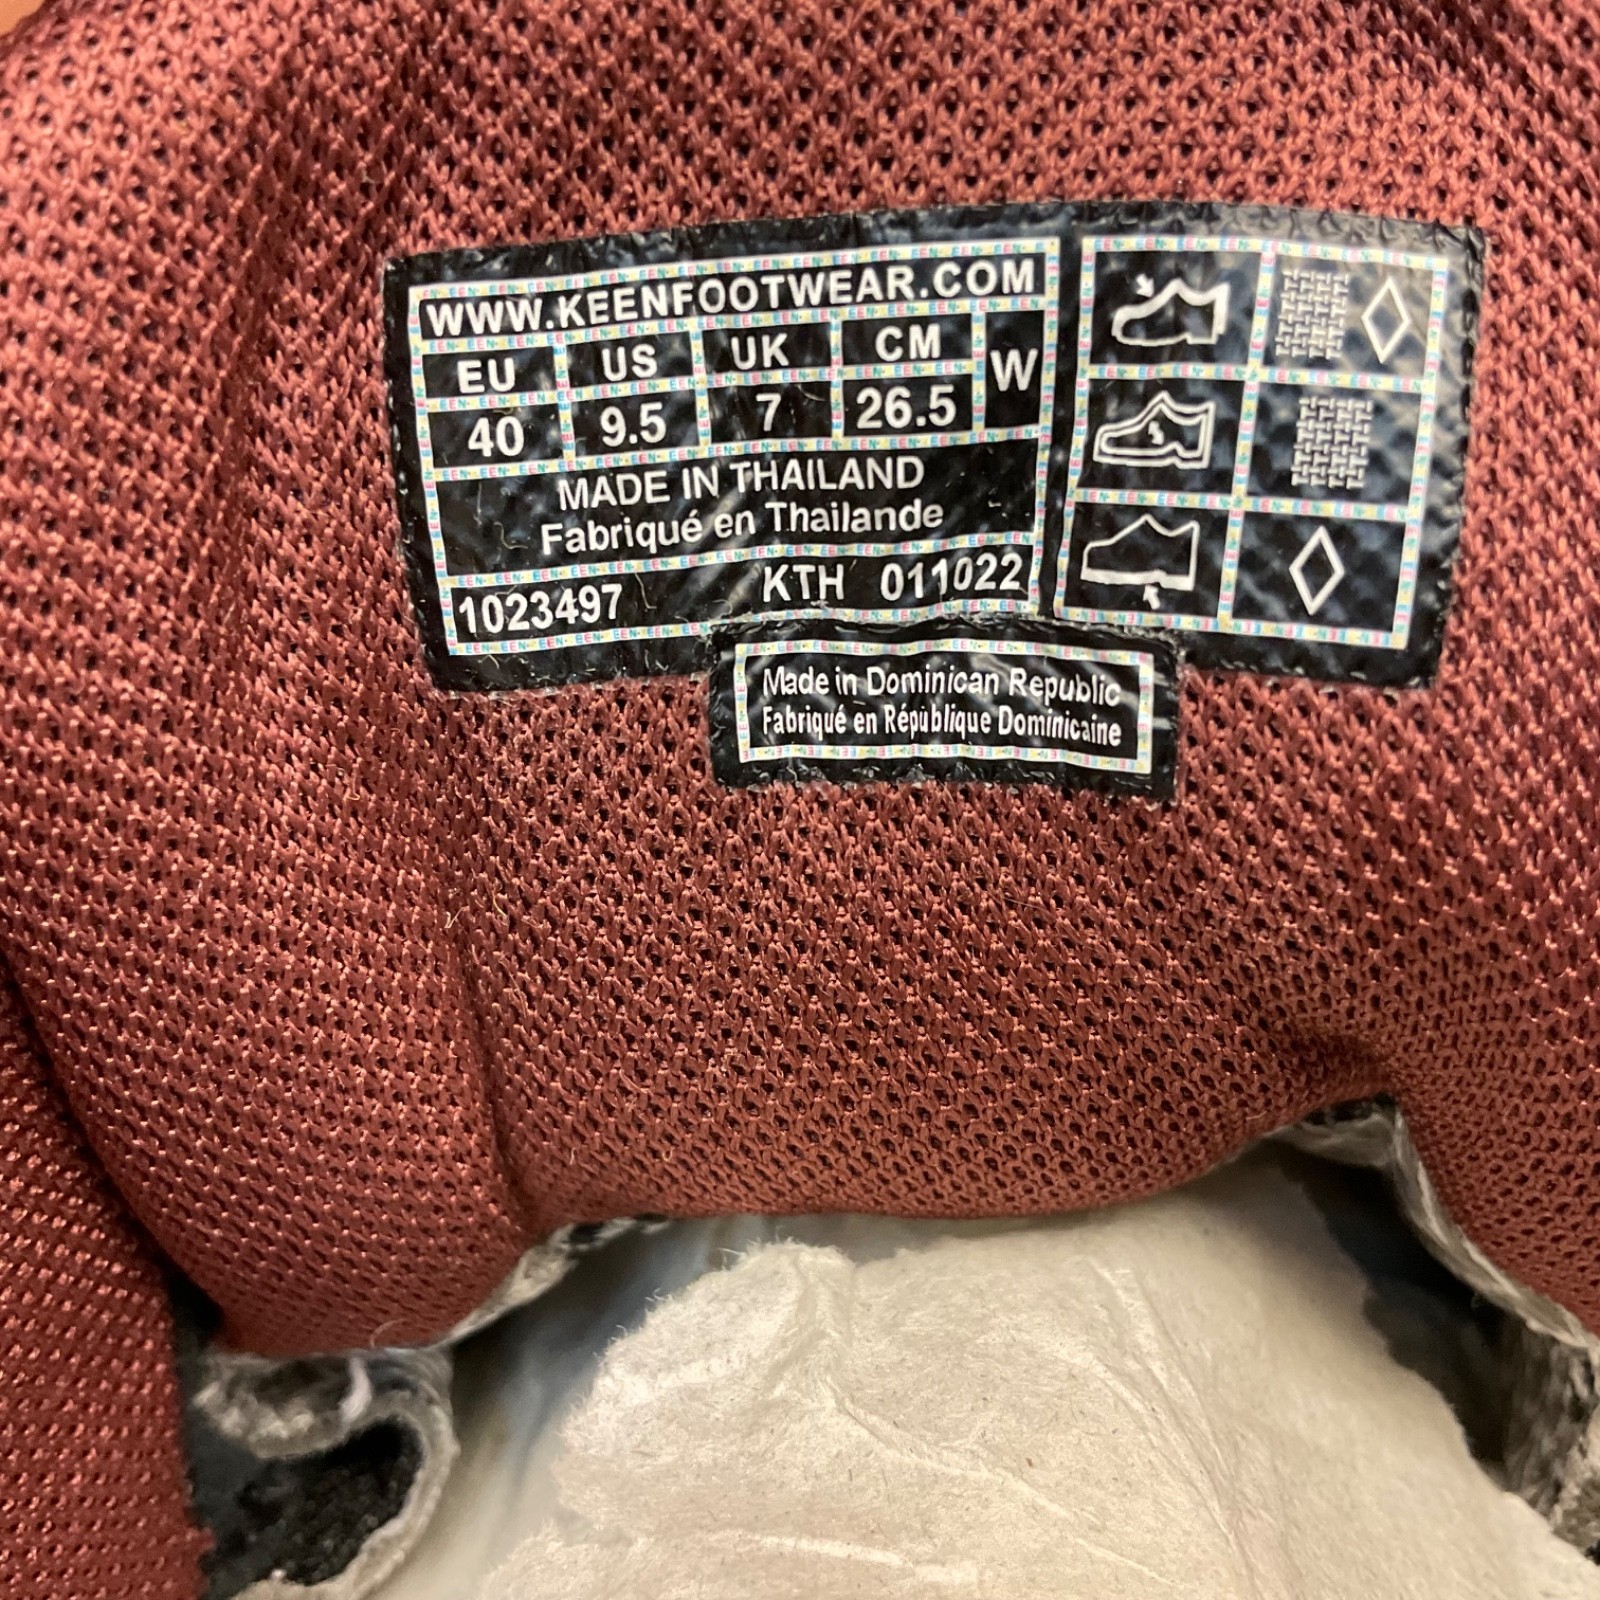 WWW.KEENFOOTWEAR.COM
EU US UK CM W
40 9.5 7 26.5
MADE IN THAILAND
Fabriqué en Thailande
1023497 KTH 011022
Made in Dominican Republic
Fabriqué en République Dominicaine